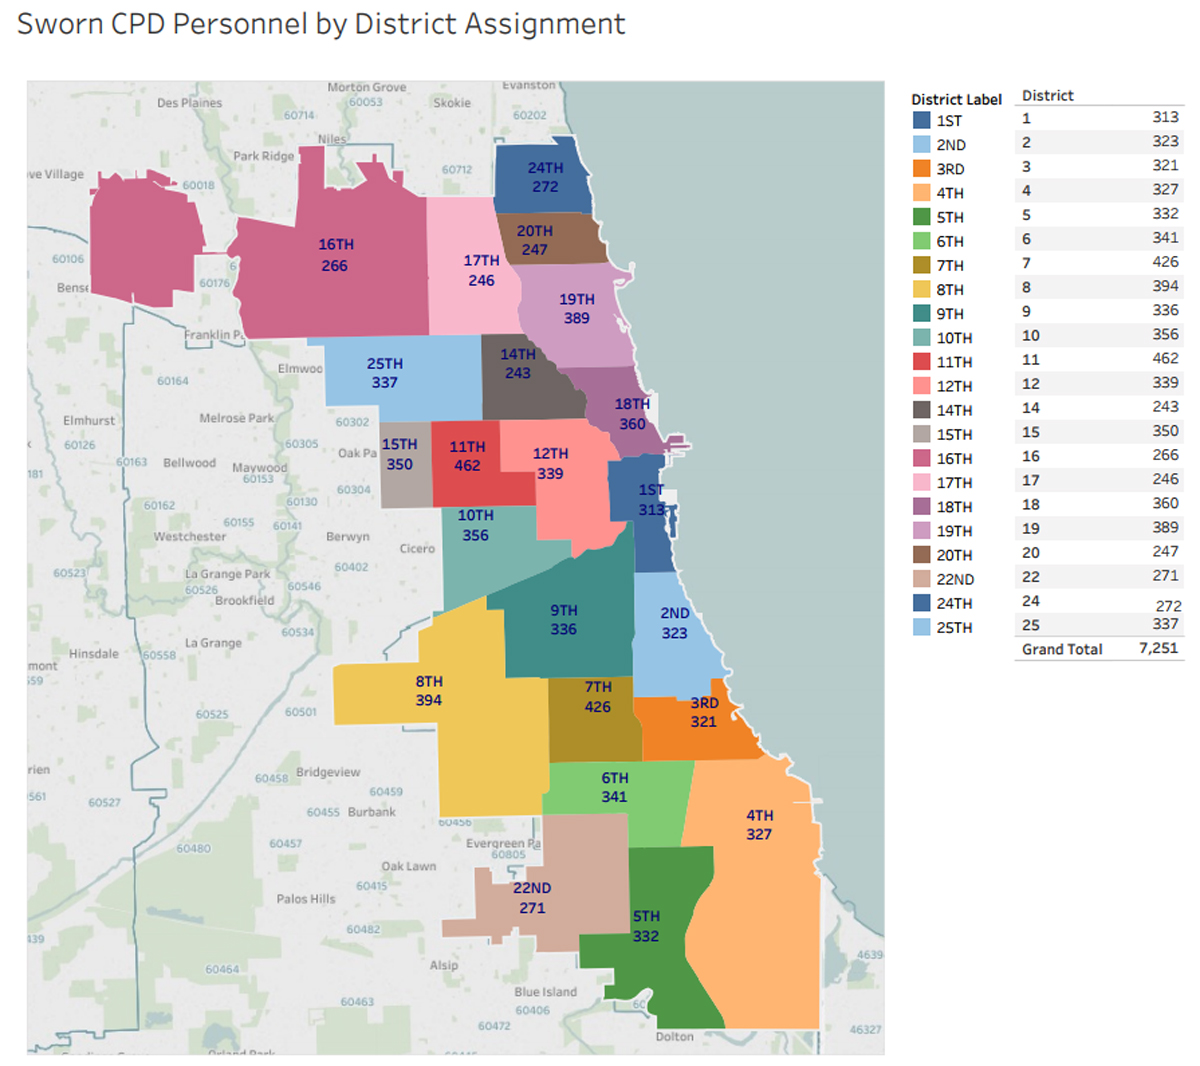 Sworn CPD Personnel by District Assignment
Morton Grove
Evanston
Des Plaines
60053
Skokie
60714
60202
Niles
Park Ridge
24TH
272
60712
ve Village
60018
20TH
247
16TH
266
17TH
246
60106
60176
Bense
19TH
389
Franklin P
14TH
243
25TH
337
Elmwoo
60164
18TH
360
Elmhurst
Melrose Park
60302
60126
60305
Oak Pa
15TH
350
11TH
462
12TH
339
60163
Bellwood
Maywood
60153
181
60304
1ST
313
60162
60130
10TH
356
60155
60141
Westchester
Berwyn
Cicero
60402
60523
La Grange Park
60526
60546
Brookfield
9TH
336
2ND
323
60534
La Grange
Hinsdale
60558
mont
559
8TH
394
7TH
426
3RD
321
60525
60501
rien
Bridgeview
60458
6TH
341
60459
561
60527
60455
Burbank
60456
4TH
327
60457
Evergreen Pa
60805
60480
Oak Lawn
60415
22ND
271
Palos Hills
5TH
332
60482
439
4639
Alsip
60464
Blue Island
60463
60406
60
60472
46327
Dolton
Orland Park
District Label
1ST
2ND
3RD
4TH
5TH
6TH
7TH
8TH
9TH
10TH
11TH
12TH
14TH
15TH
16TH
17TH
18TH
19TH
20TH
22ND
24TH
25TH
District
1 313
2 323
3 321
4 327
5 332
6 341
7 426
8 394
9 336
10 356
11 462
12 339
14 243
15 350
16 266
17 246
18 360
19 389
20 247
22 271
24 272
25 337
Grand Total 7,251